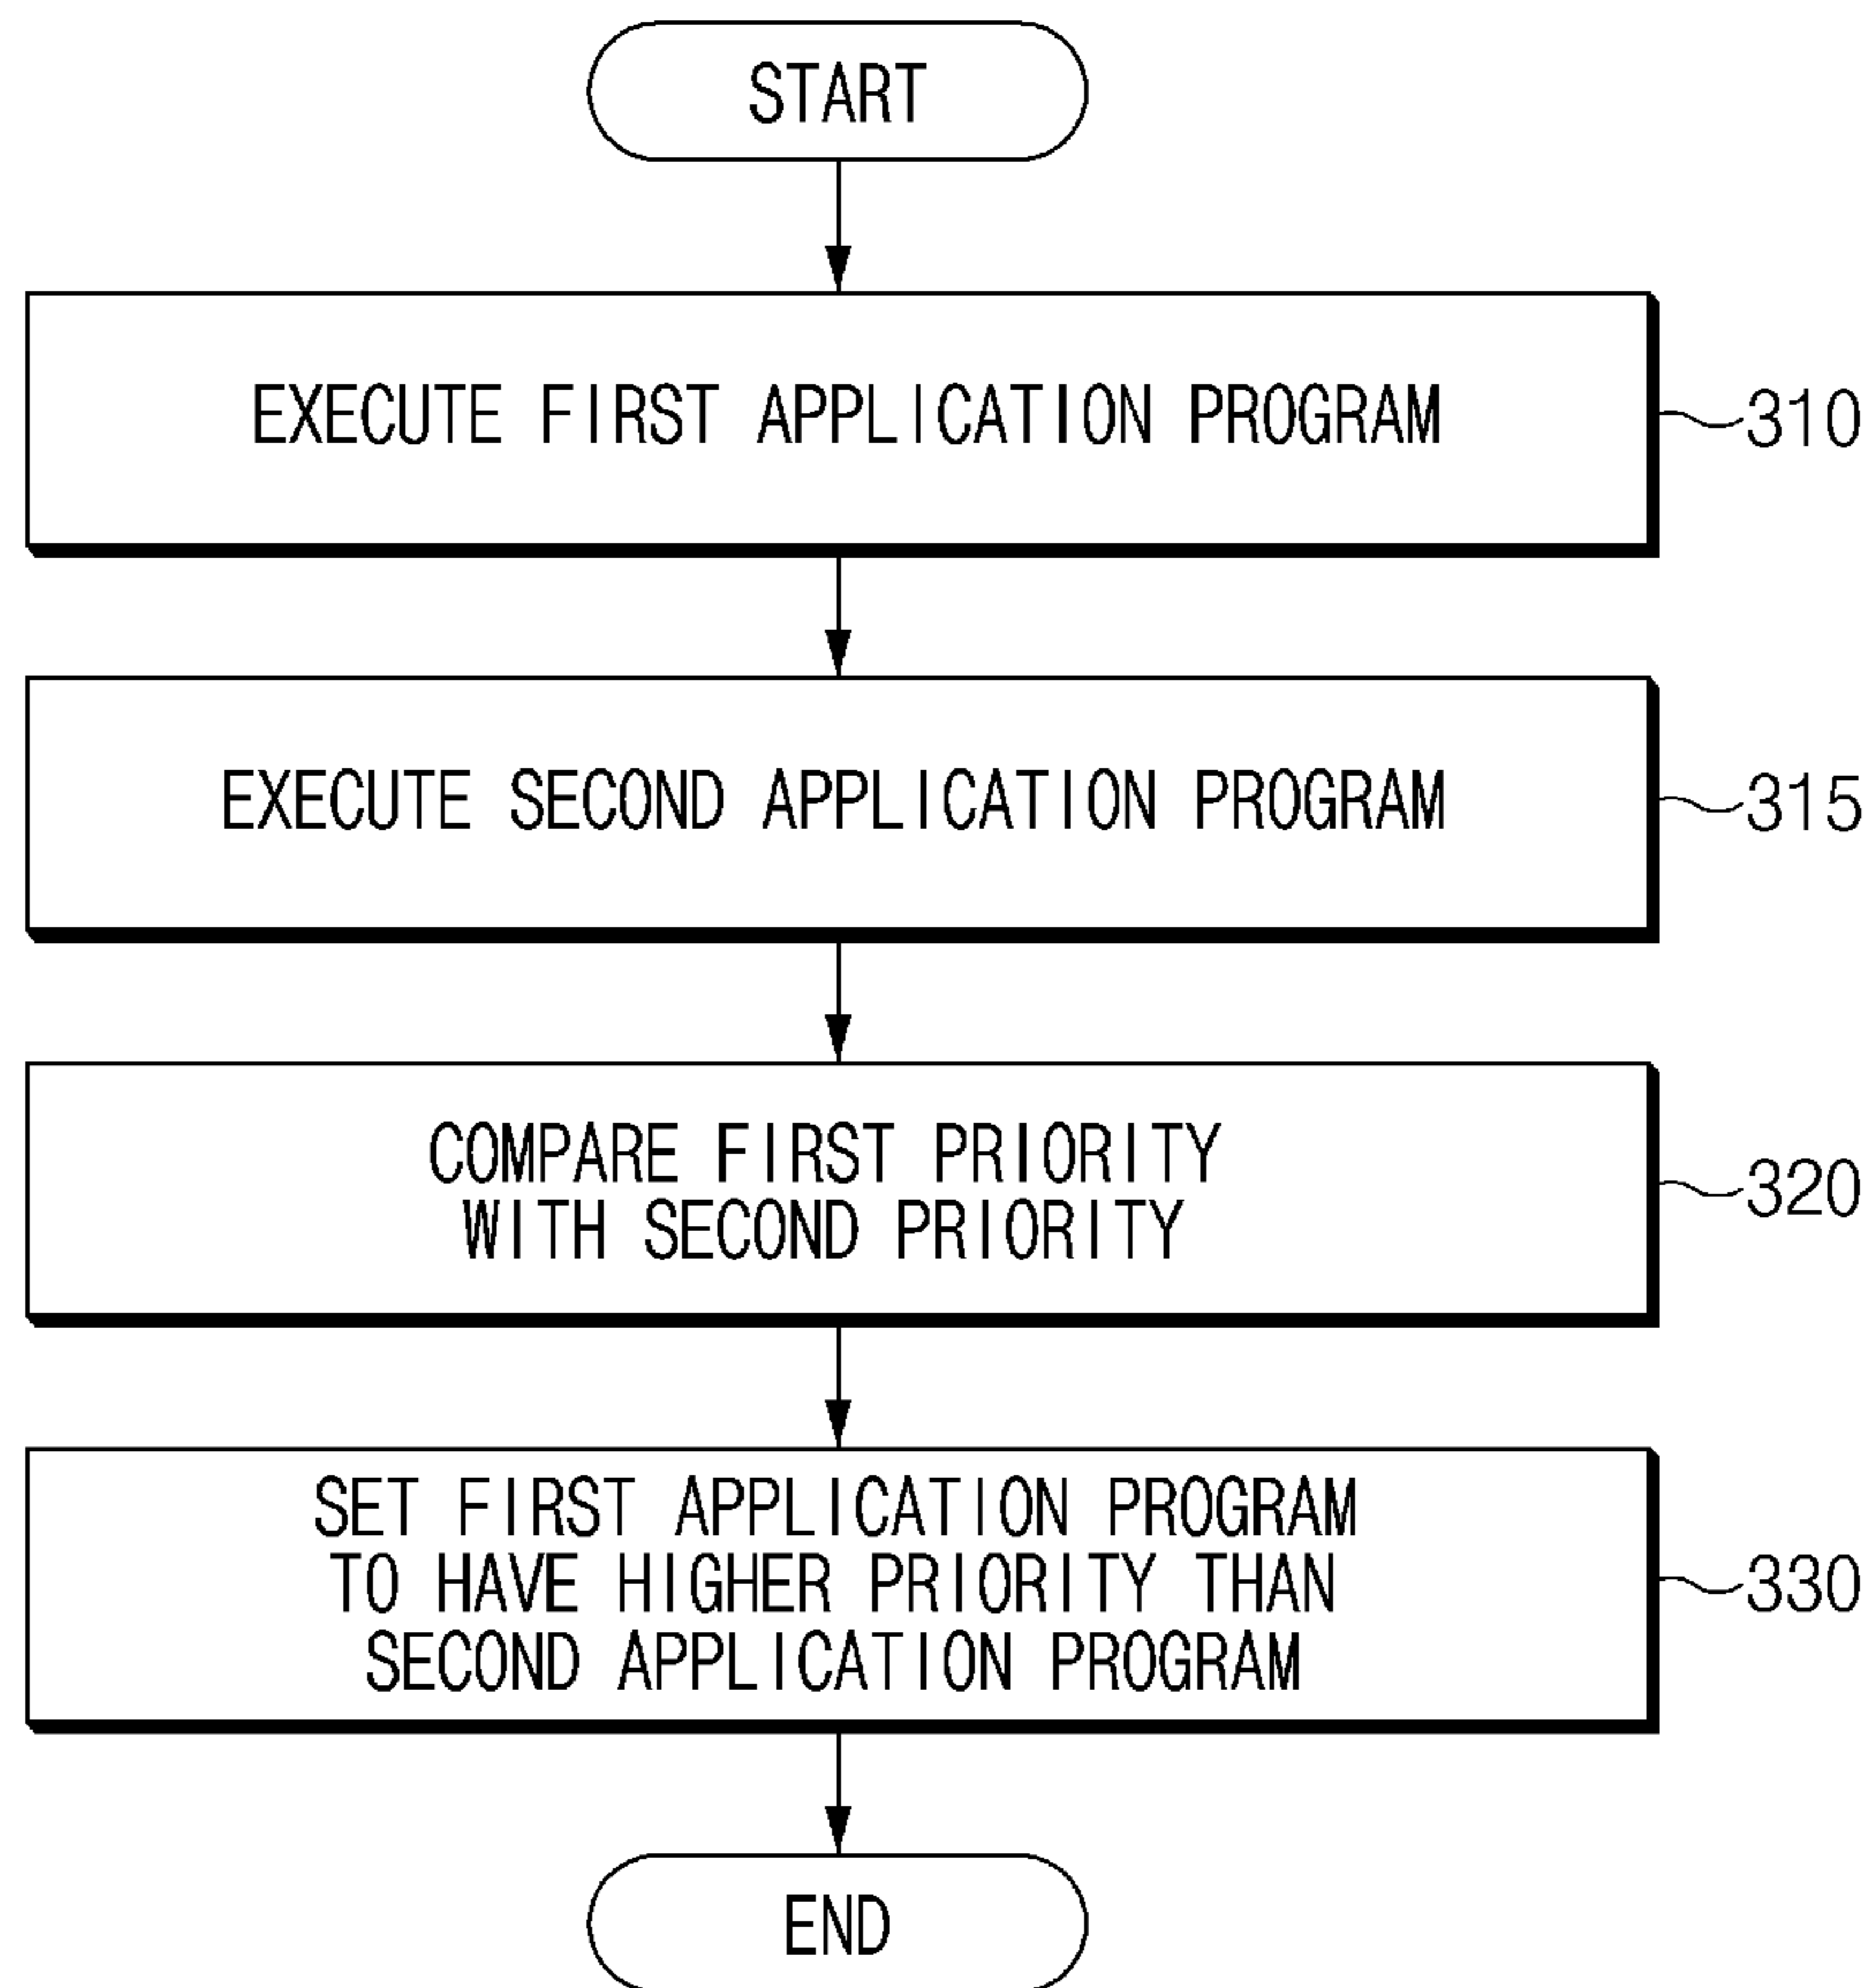 START
EXECUTE FIRST APPLICATION PROGRAM
310
EXECUTE SECOND APPLICATION PROGRAM
315
COMPARE FIRST PRIORITY
WITH SECOND PRIORITY
320
SET FIRST APPLICATION PROGRAM
TO HAVE HIGHER PRIORITY THAN
SECOND APPLICATION PROGRAM
330
END